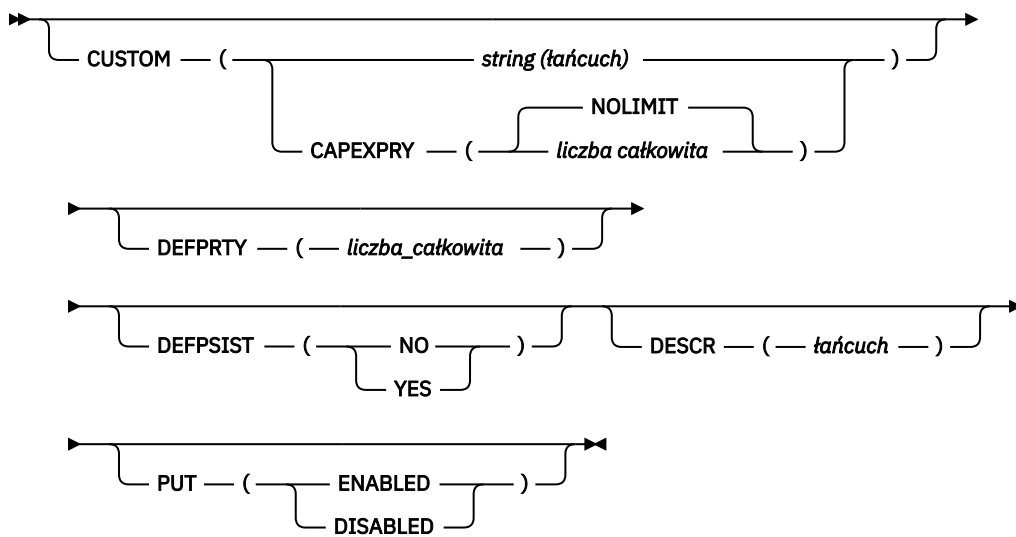 CUSTOM ( string (łańcuch) )
NOLIMIT
CAPEXPRY ( liczba całkowita )
DEFPRTY ( liczba_całkowita )
DEFPSIST ( NO ) DESCR ( łańcuch )
YES
PUT ( ENABLED )
DISABLED